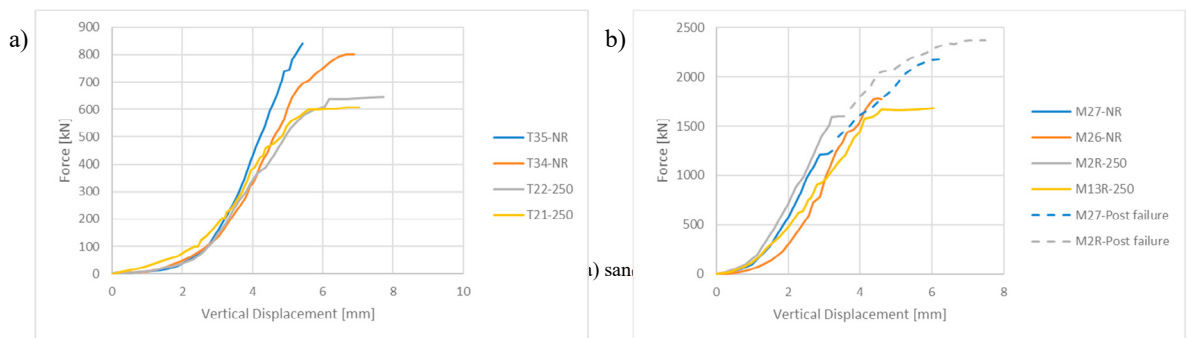 a)
900
800
700
600
500
400
300
200
100
0
Force [kN]
0 2 4 6 8 10
Vertical Displacement [mm]
T35-NR
T34-NR
T22-250
T21-250
a) san
b)
2500
2000
1500
1000
500
0
Force [kN]
0 2 4 6 8
Vertical Displacement [mm]
M27-NR
M26-NR
M2R-250
M13R-250
M27-Post failure
M2R-Post failure